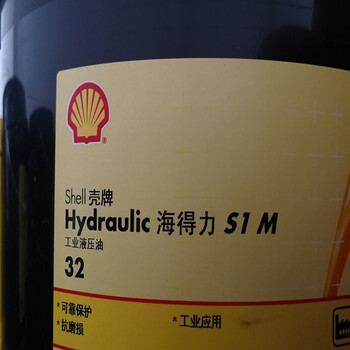 Shell 壳牌
Hydraulic 海得力 S1 M
工业液压油
32
* 可靠保护
* 抗磨损
* 工业应用